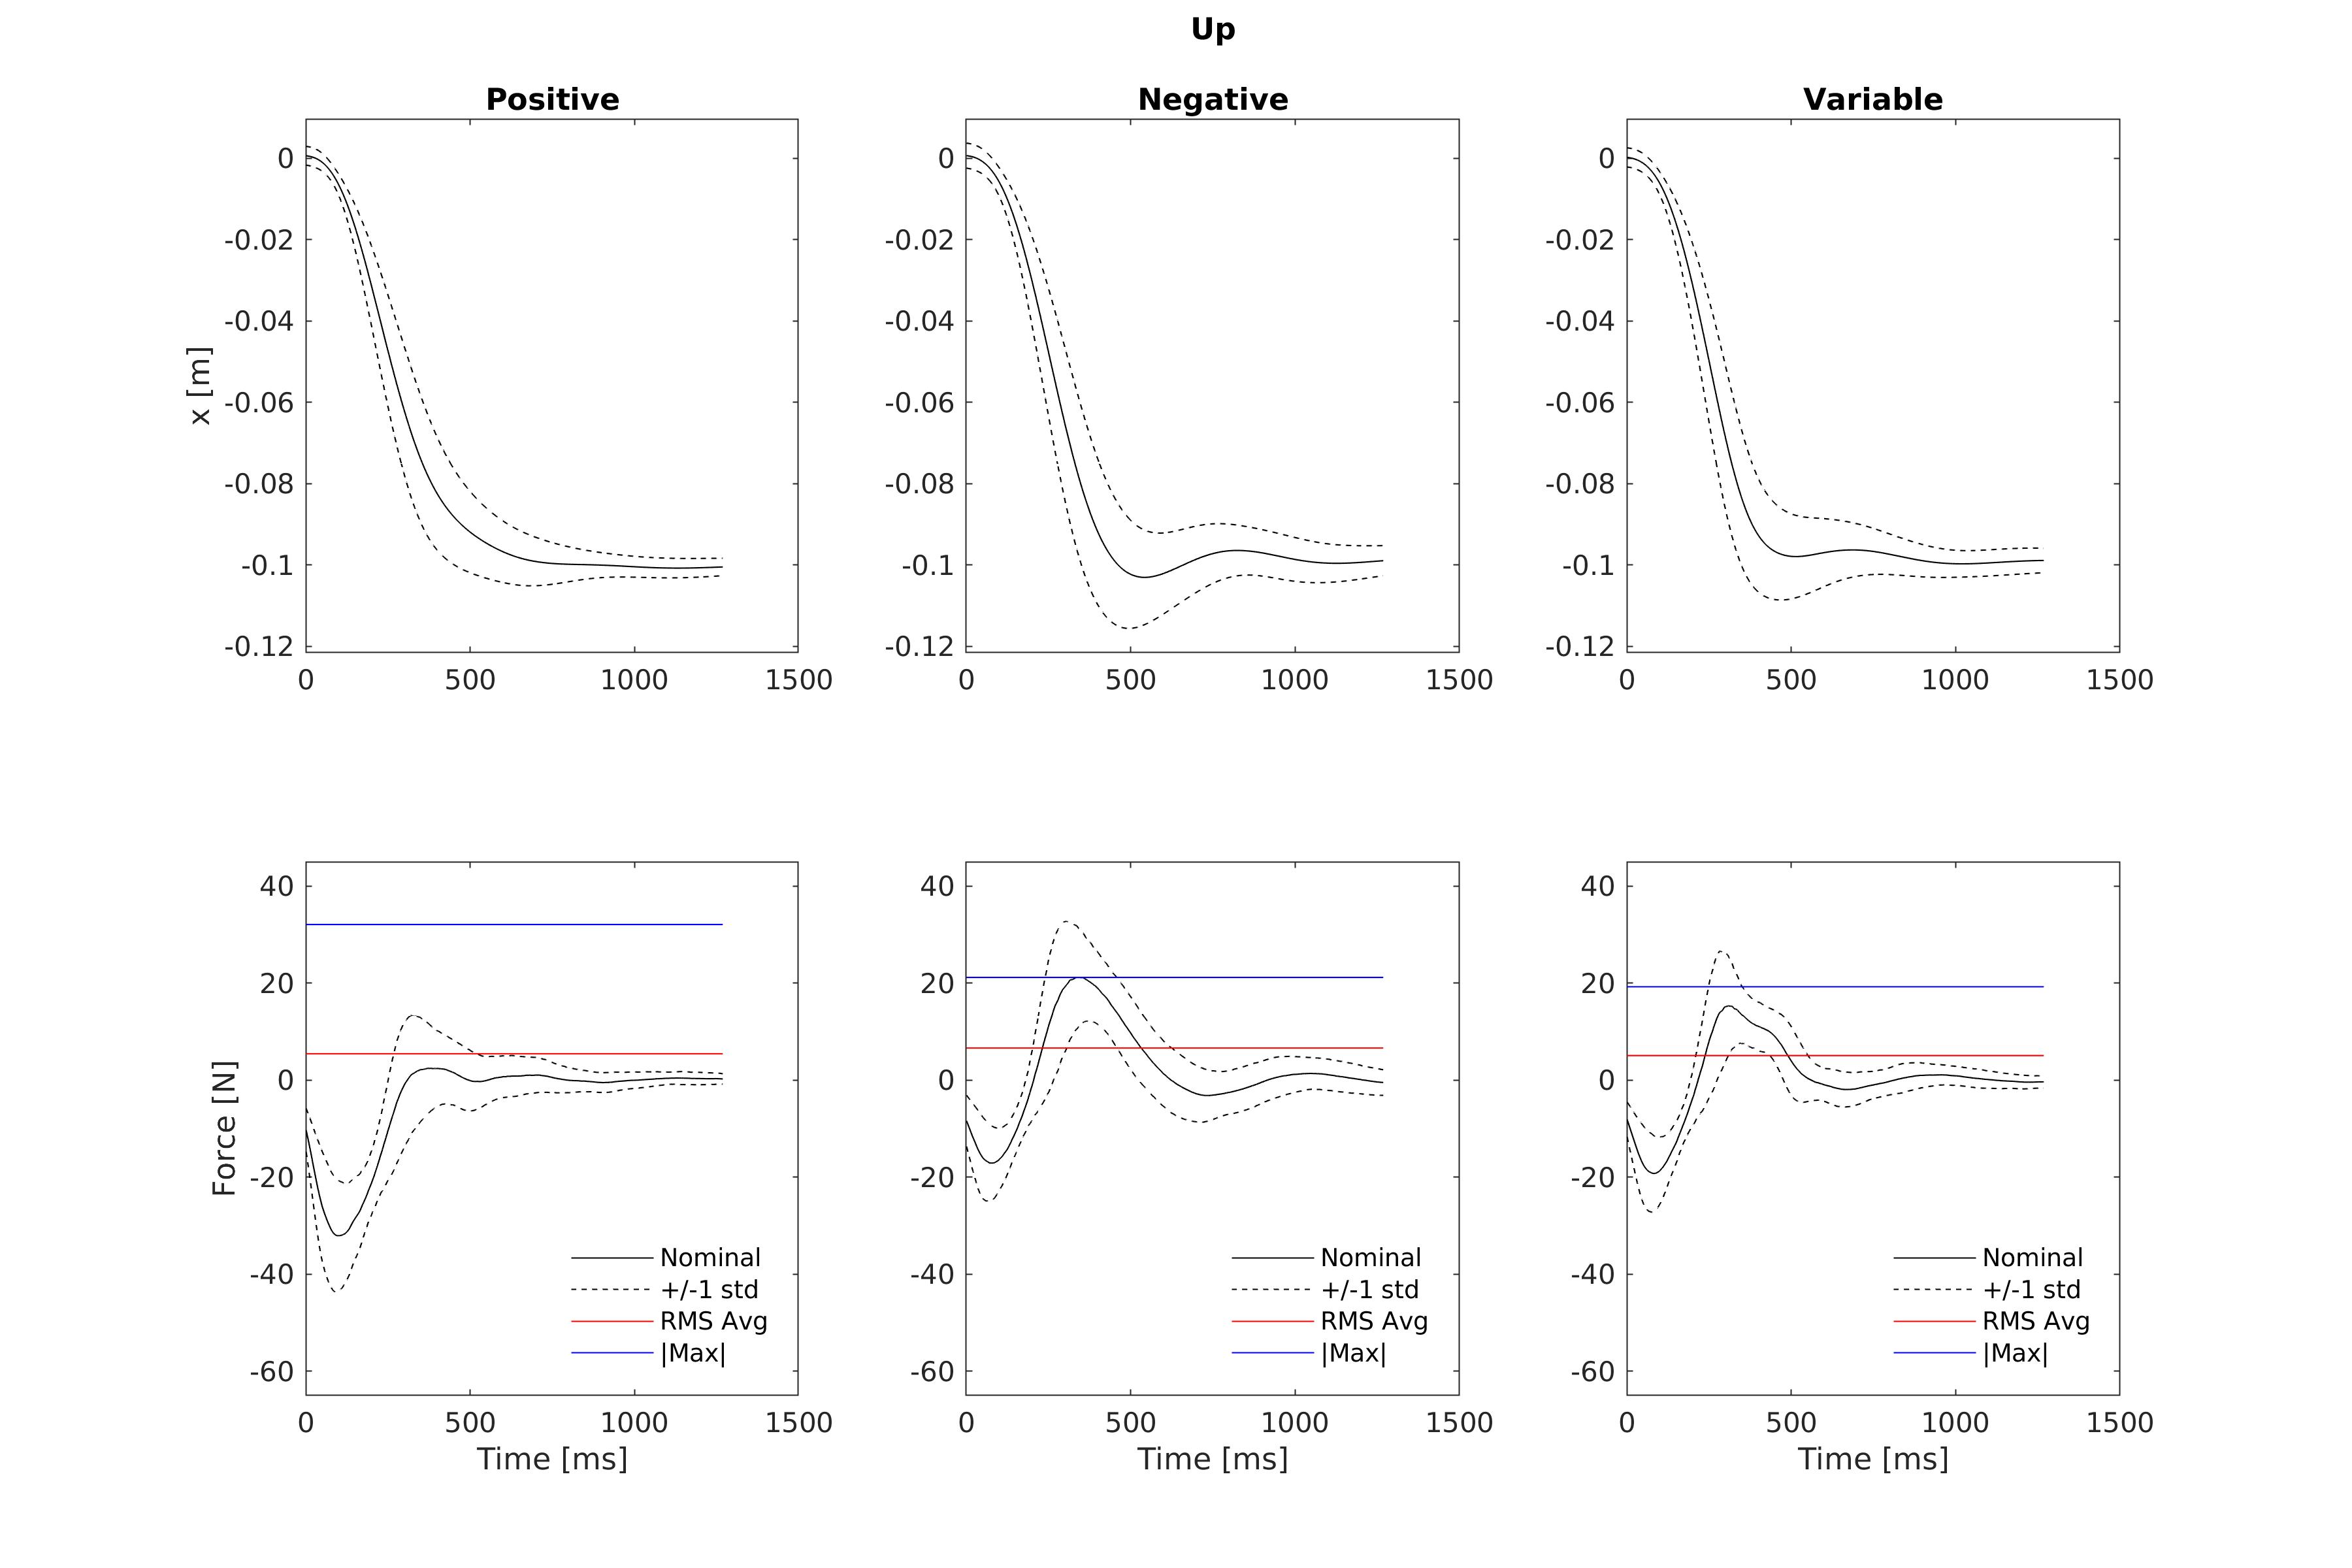 Up
Positive
Negative
Variable
x [m]
0
-0.02
-0.04
-0.06
-0.08
-0.1
-0.12
0 500 1000 1500
0
-0.02
-0.04
-0.06
-0.08
-0.1
-0.12
0 500 1000 1500
0
-0.02
-0.04
-0.06
-0.08
-0.1
-0.12
0 500 1000 1500
Force [N]
40
20
0
-20
-40
-60
Nominal
+/-1 std
RMS Avg
|Max|
0 500 1000 1500
Time [ms]
40
20
0
-20
-40
-60
Nominal
+/-1 std
RMS Avg
|Max|
0 500 1000 1500
Time [ms]
40
20
0
-20
-40
-60
Nominal
+/-1 std
RMS Avg
|Max|
0 500 1000 1500
Time [ms]